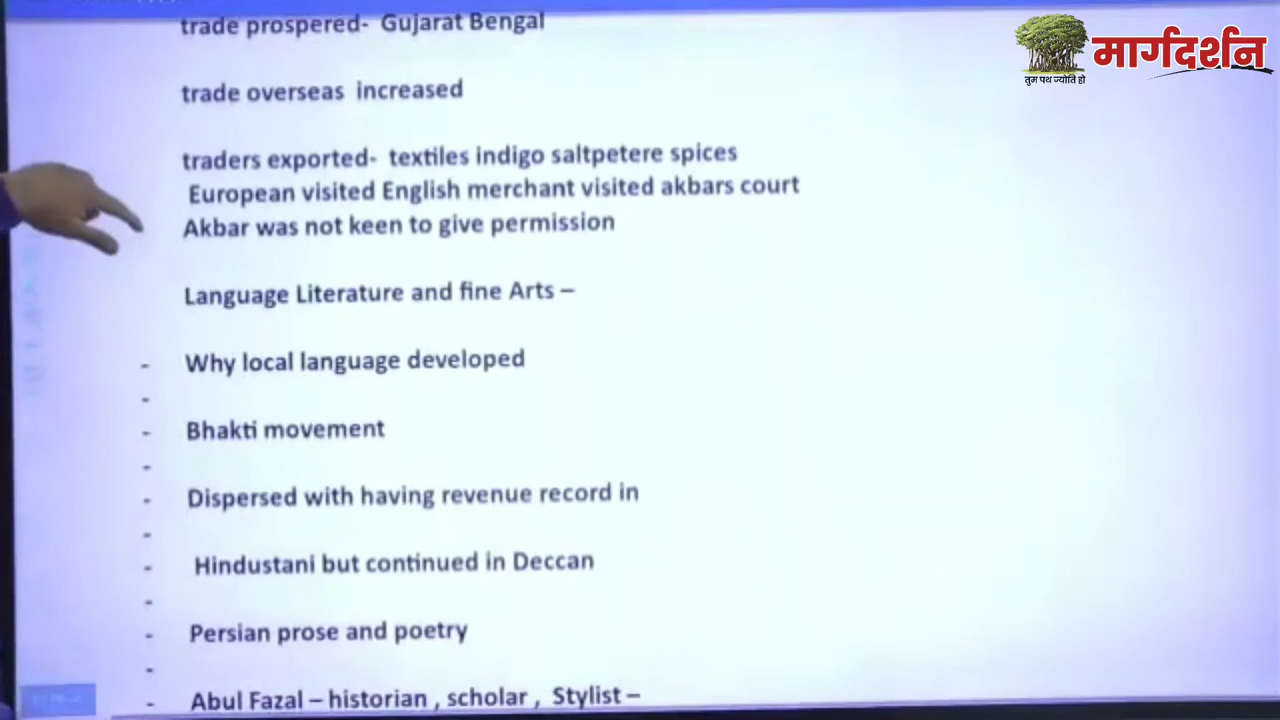 trade prospered- Gujarat Bengal
मार्गदर्शन
तुम पथ ज्योति हो
trade overseas increased
traders exported- textiles indigo saltpetere spices
European visited English merchant visited akbars court
Akbar was not keen to give permission
Language Literature and fine Arts –
- Why local language developed
-
- Bhakti movement
-
- Dispersed with having revenue record in
-
- Hindustani but continued in Deccan
-
- Persian prose and poetry
-
- Abul Fazal – historian , scholar , Stylist –